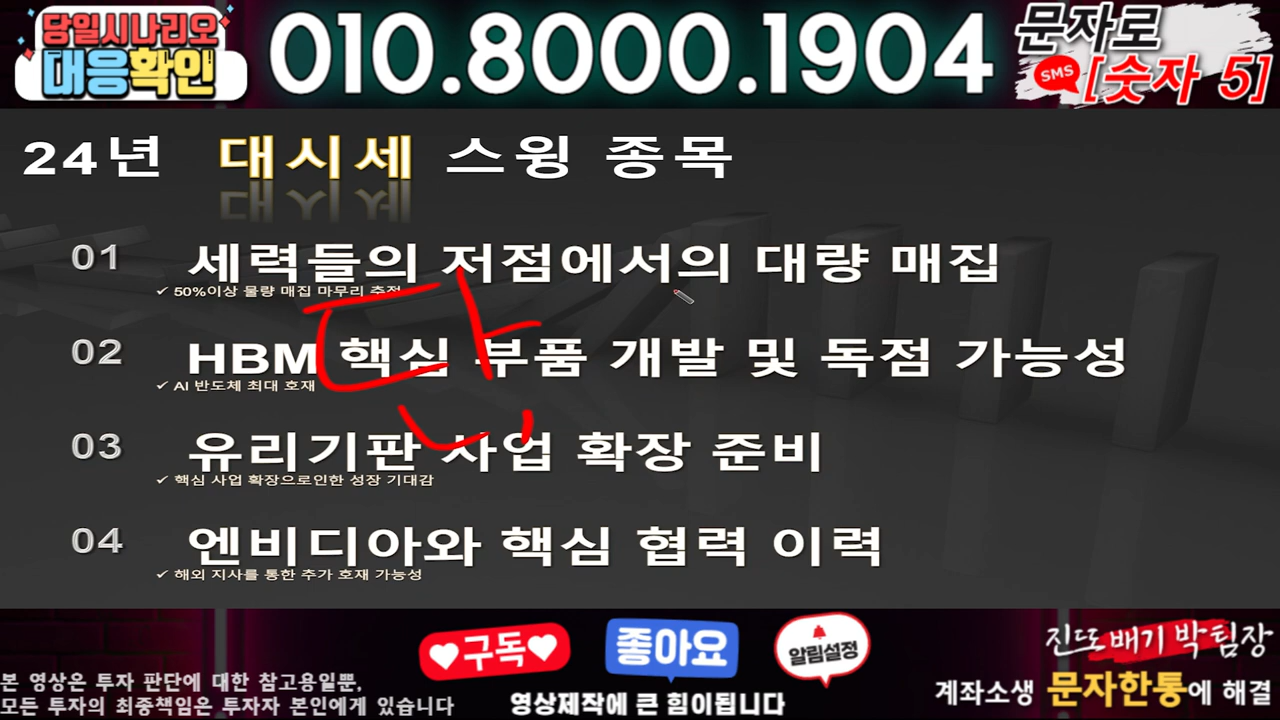 당일시나리오
대응확인
010.8000.1904
문자로
SMS [숫자 5]
24년 대시세 스윙 종목
01 세력들의 저점에서의 대량 매집
✓ 50%이상 물량 매집 마무리 추정
단,
02 HBM 핵심 부품 개발 및 독점 가능성
✓ AI 반도체 최대 호재
03 유리기판 사업 확장 준비
✓ 핵심 사업 확장으로인한 성장 기대감
04 엔비디아와 핵심 협력 이력
✓ 해외 지사를 통한 추가 호재 가능성
구독
좋아요
알림설정
영상제작에 큰 힘이됩니다
본 영상은 투자 판단에 대한 참고용일뿐,
모든 투자의 최종책임은 투자자 본인에게 있습니다
진또배기 박팀장
계좌소생 문자한통에 해결